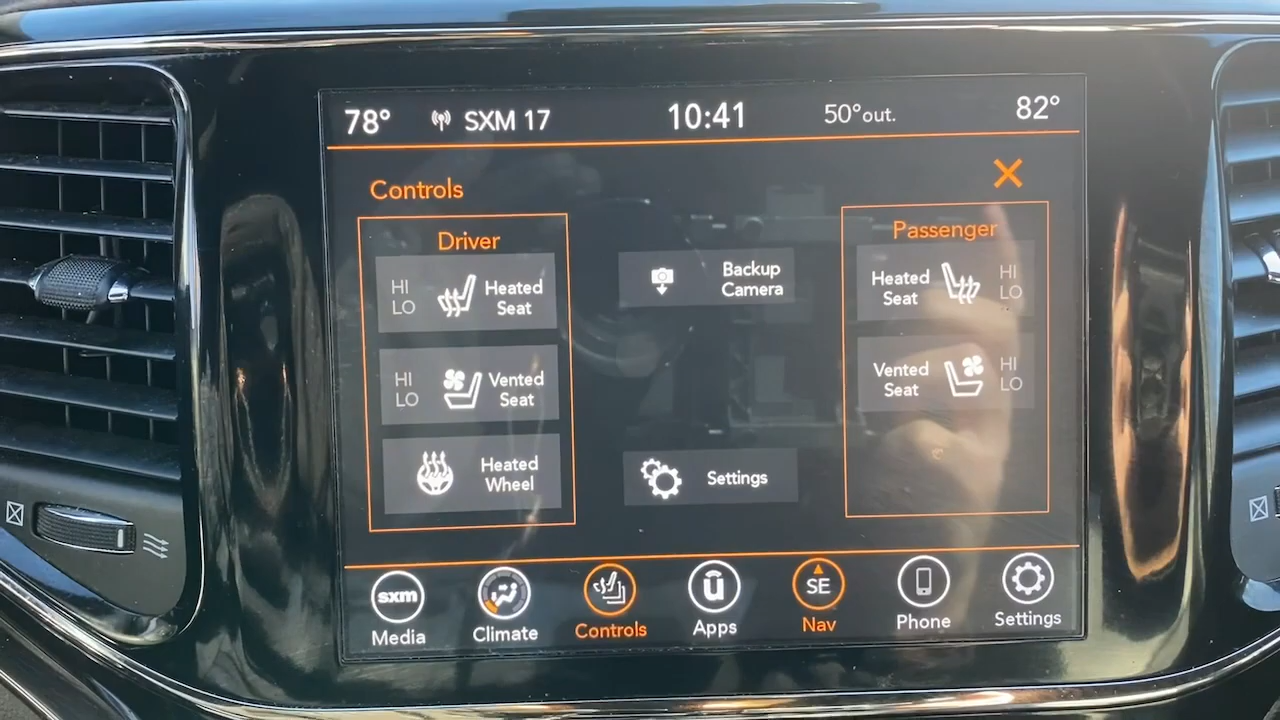 78° SXM 17 10:41 50°out. 82°
Controls
Driver
HI
LO
Heated
Seat
HI
LO
Vented
Seat
Heated
Wheel
Backup
Camera
Settings
Passenger
Heated
Seat
HI
LO
Vented
Seat
HI
LO
sxm
Media
Climate
Controls
ū
Apps
SE
Nav
Phone
Settings